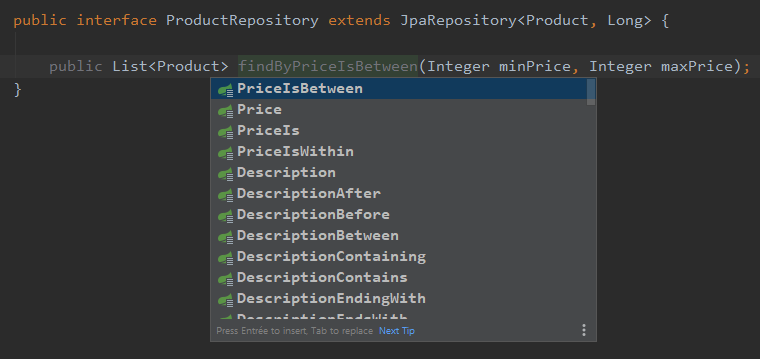 public interface ProductRepository extends JpaRepository<Product, Long> {
public List<Product> findByPriceIsBetween(Integer minPrice, Integer maxPrice);
}
PriceIsBetween
Price
PriceIs
PriceIsWithin
Description
DescriptionAfter
DescriptionBefore
DescriptionBetween
DescriptionContaining
DescriptionContains
DescriptionEndingWith
DescriptionEndsWith
Press Entrée to insert, Tab to replace Next Tip